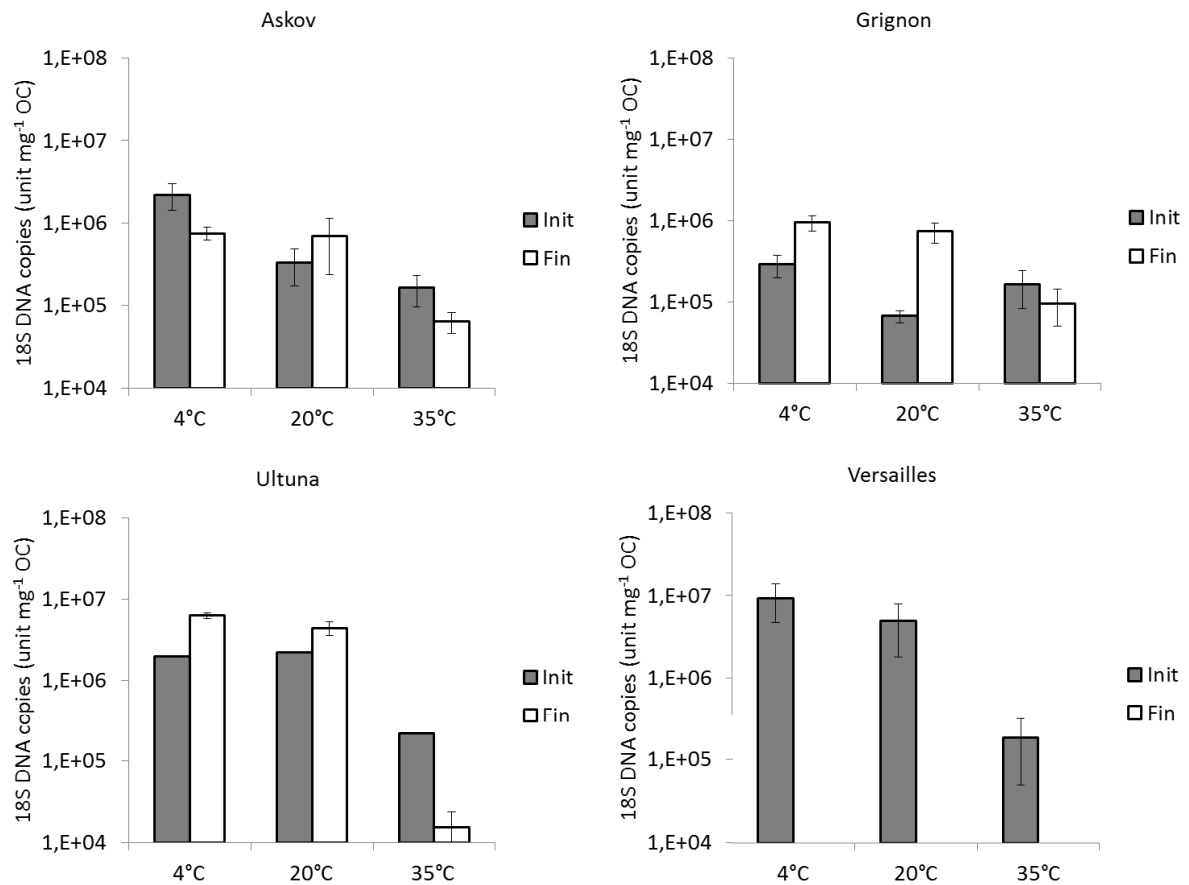 Askov
18S DNA copies (unit mg⁻¹ OC)
1,E+08
1,E+07
1,E+06
1,E+05
1,E+04
4°C 20°C 35°C
Init
Fin
Grignon
18S DNA copies (unit mg⁻¹ OC)
1,E+08
1,E+07
1,E+06
1,E+05
1,E+04
4°C 20°C 35°C
Init
Fin
Ultuna
18S DNA copies (unit mg⁻¹ OC)
1,E+08
1,E+07
1,E+06
1,E+05
1,E+04
4°C 20°C 35°C
Init
Fin
Versailles
18S DNA copies (unit mg⁻¹ OC)
1,E+08
1,E+07
1,E+06
1,E+05
1,E+04
4°C 20°C 35°C
Init
Fin